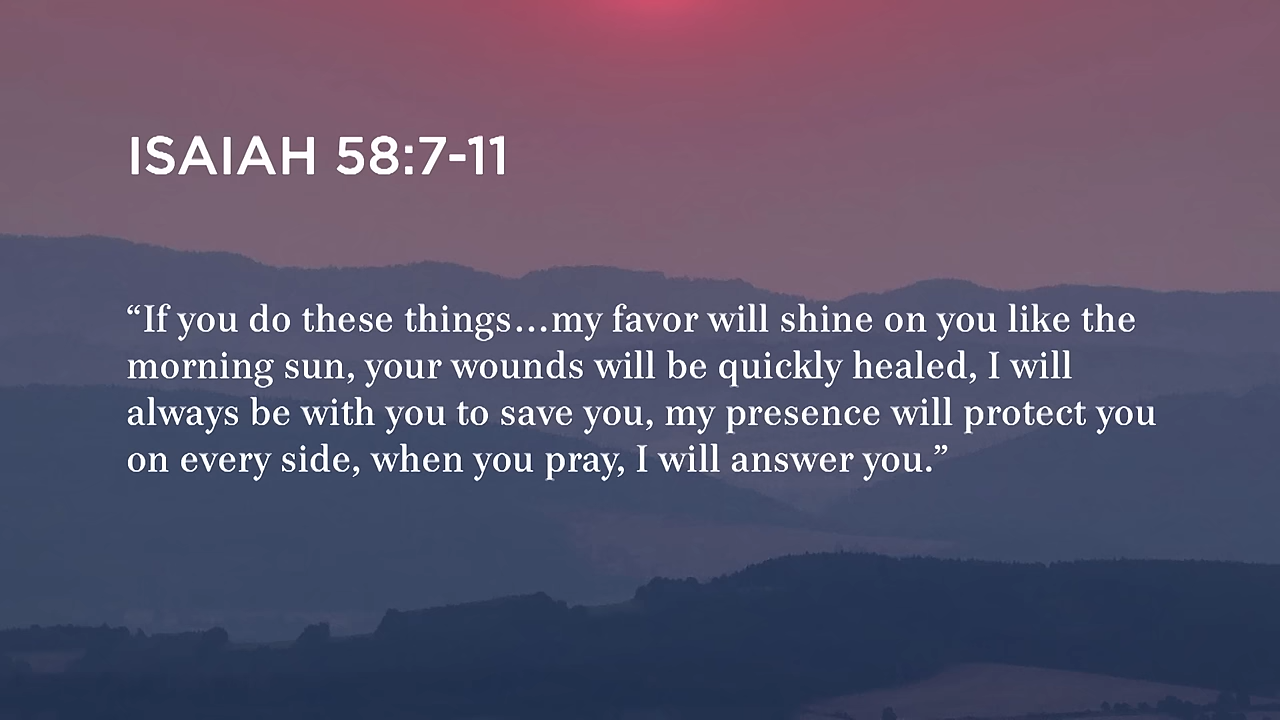 ISAIAH 58:7-11
“If you do these things...my favor will shine on you like the
morning sun, your wounds will be quickly healed, I will
always be with you to save you, my presence will protect you
on every side, when you pray, I will answer you.”